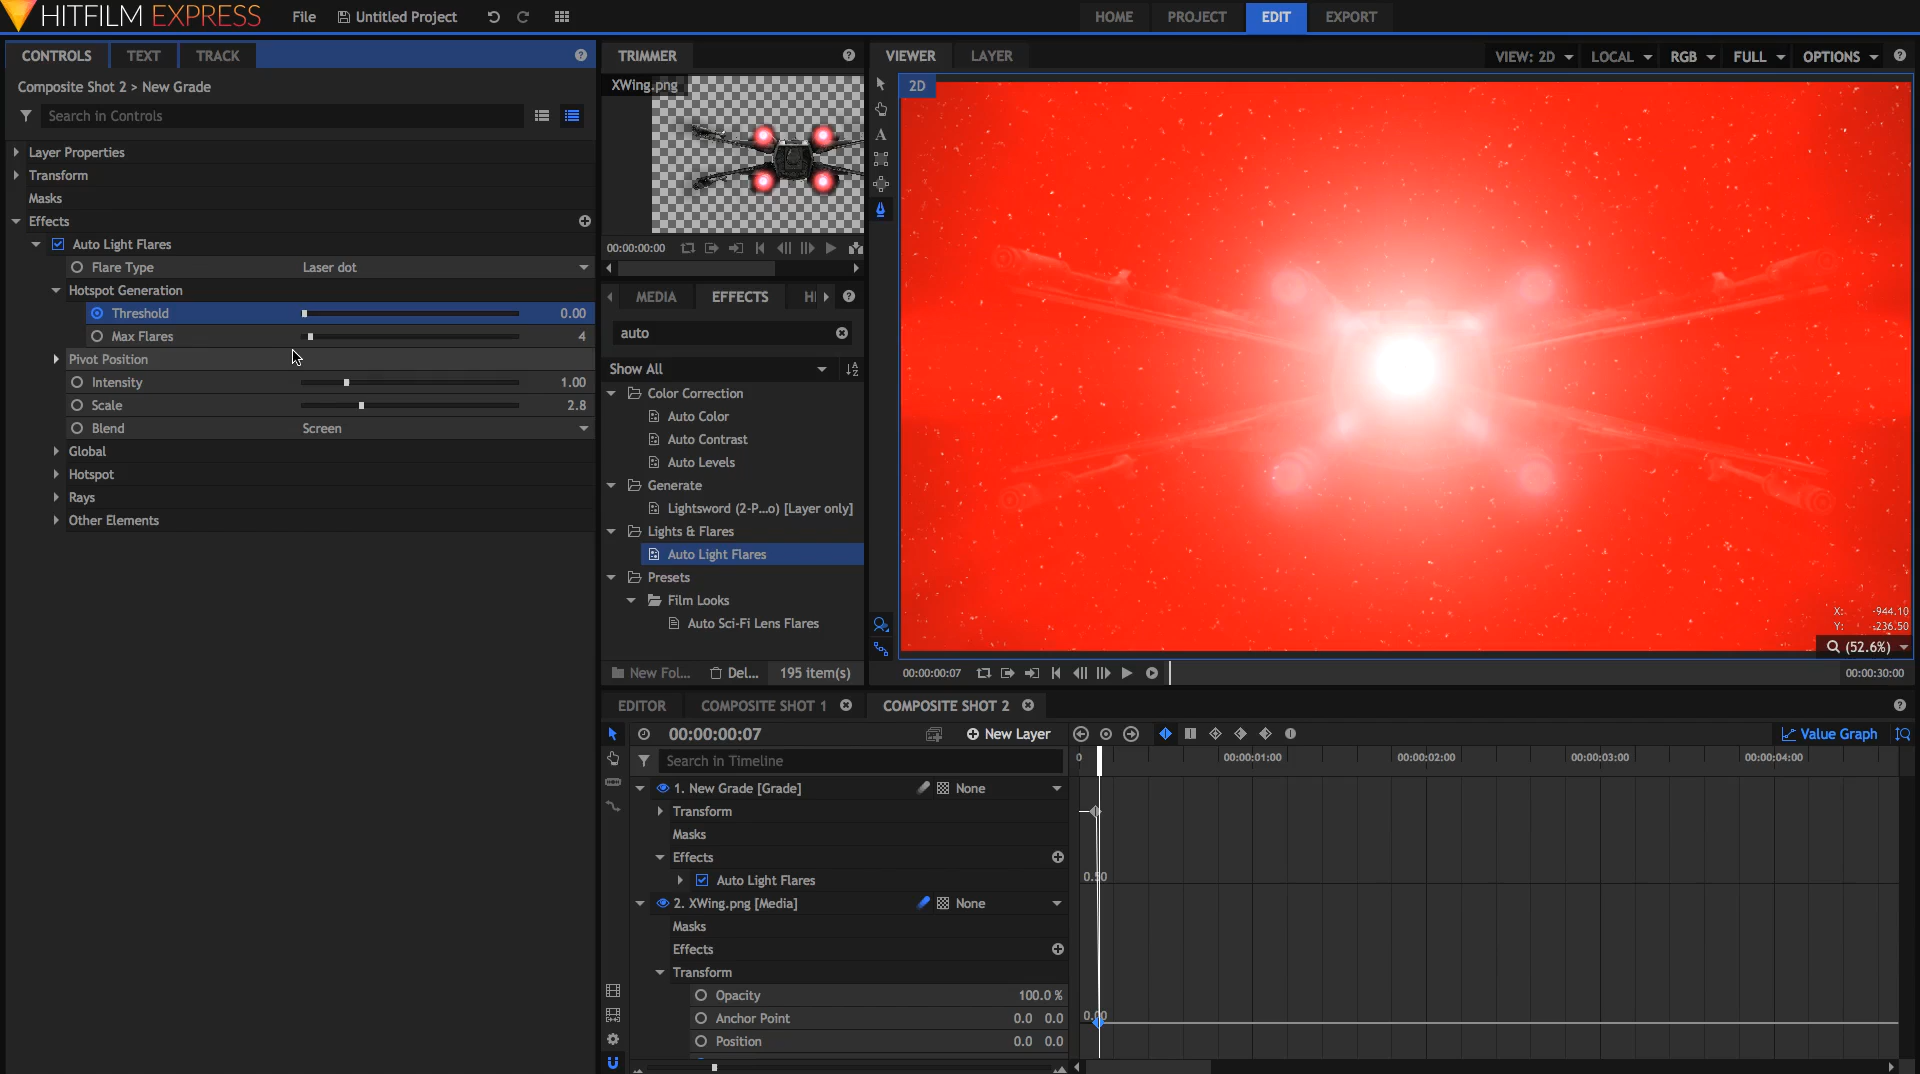 HITFILM EXPRESS
File
Untitled Project
HOME
PROJECT
EDIT
EXPORT
CONTROLS
TEXT
TRACK
Composite Shot 2 > New Grade
Search in Controls
Layer Properties
Transform
Masks
Effects
Auto Light Flares
Flare Type
Laser dot
Hotspot Generation
Threshold
0.00
Max Flares
4
Pivot Position
Intensity
1.00
Scale
2.8
Blend
Screen
Global
Hotspot
Rays
Other Elements
TRIMMER
XWing.png
00:00:00:00
MEDIA
EFFECTS
auto
Show All
Color Correction
Auto Color
Auto Contrast
Auto Levels
Generate
Lightsword (2-P...o) [Layer only]
Lights & Flares
Auto Light Flares
Presets
Film Looks
Auto Sci-Fi Lens Flares
New Fol...
Del...
195 item(s)
VIEWER
LAYER
VIEW: 2D
LOCAL
RGB
FULL
OPTIONS
2D
X: -944.10
Y: -236.50
(52.6%)
00:00:00:07
00:00:30:00
EDITOR
COMPOSITE SHOT 1
COMPOSITE SHOT 2
00:00:00:07
New Layer
Value Graph
Search in Timeline
0
00:00:01:00
00:00:02:00
00:00:03:00
00:00:04:00
1. New Grade [Grade]
None
Transform
Masks
Effects
Auto Light Flares
0.50
2. XWing.png [Media]
None
Masks
Effects
Transform
Opacity
100.0 %
Anchor Point
0.0 0.0
0.00
Position
0.0 0.0